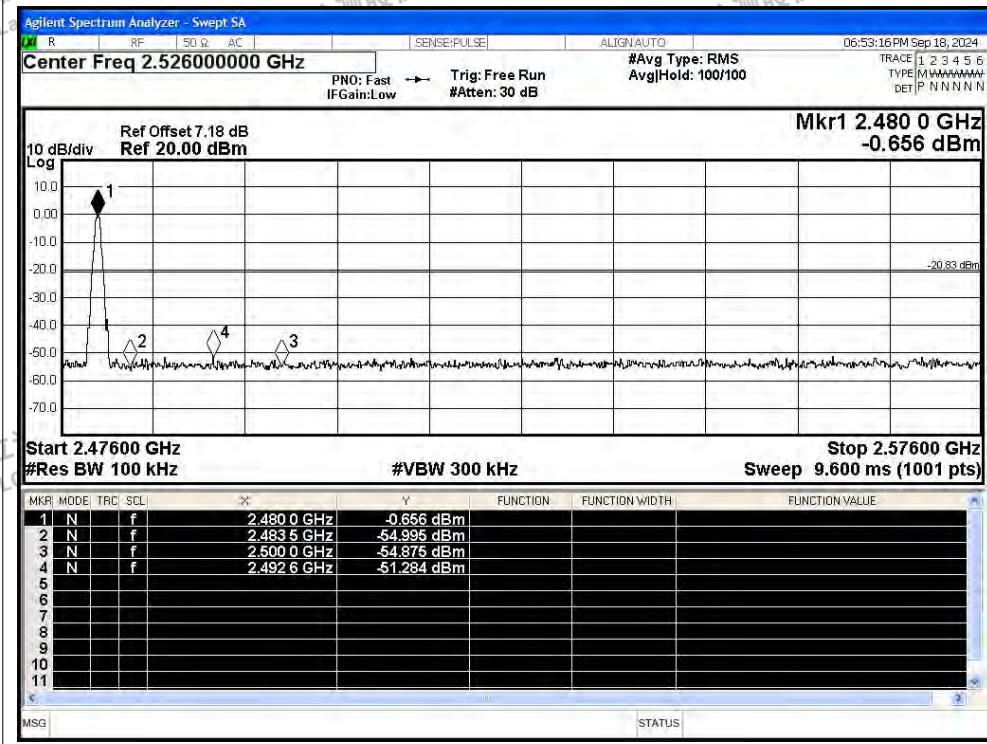 Agilent Spectrum Analyzer - Swept SA
R RF 50 Ω AC SENSE:PULSE ALIGN AUTO 06:53:16 PM Sep 18, 2024
Center Freq 2.526000000 GHz #Avg Type: RMS TRACE 1 2 3 4 5 6
PNO: Fast Trig: Free Run Avg|Hold: 100/100 TYPE M WWWWW
IFGain:Low #Atten: 30 dB DET P N N N N N
Mkr1 2.480 0 GHz
Ref Offset 7.18 dB
10 dB/div Ref 20.00 dBm -0.656 dBm
Log
10.0
1
0.00
-10.0
-20.0
-20.83 dBm
-30.0
-40.0
2 4 3
-50.0
-60.0
-70.0
Start 2.47600 GHz Stop 2.57600 GHz
#Res BW 100 kHz #VBW 300 kHz Sweep 9.600 ms (1001 pts)
MKR MODE TRC SCL X Y FUNCTION FUNCTION WIDTH FUNCTION VALUE
1 N f 2.480 0 GHz -0.656 dBm
2 N f 2.483 5 GHz -54.995 dBm
3 N f 2.500 0 GHz -54.875 dBm
4 N f 2.492 6 GHz -51.284 dBm
5
6
7
8
9
10
11
MSG STATUS